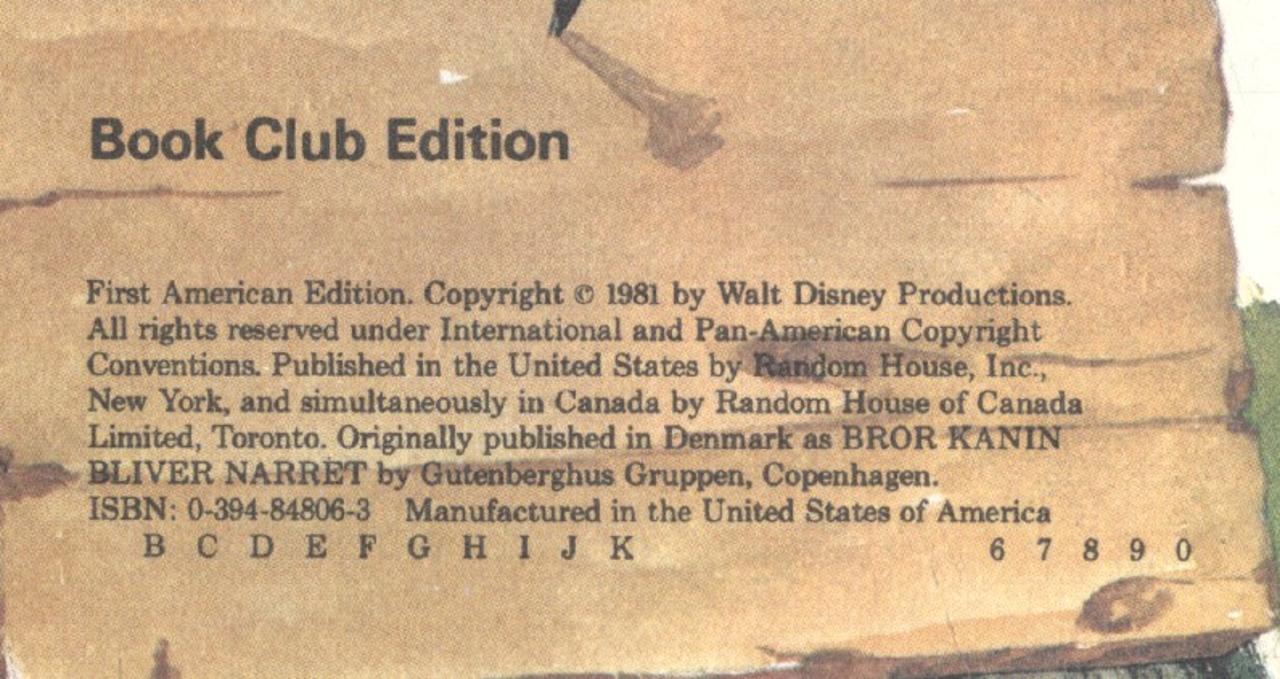 Book Club Edition
First American Edition. Copyright © 1981 by Walt Disney Productions.
All rights reserved under International and Pan-American Copyright
Conventions. Published in the United States by Random House, Inc.,
New York, and simultaneously in Canada by Random House of Canada
Limited, Toronto. Originally published in Denmark as BROR KANIN
BLIVER NARRET by Gutenberghus Gruppen, Copenhagen.
ISBN: 0-394-84806-3 Manufactured in the United States of America
B C D E F G H I J K 6 7 8 9 0